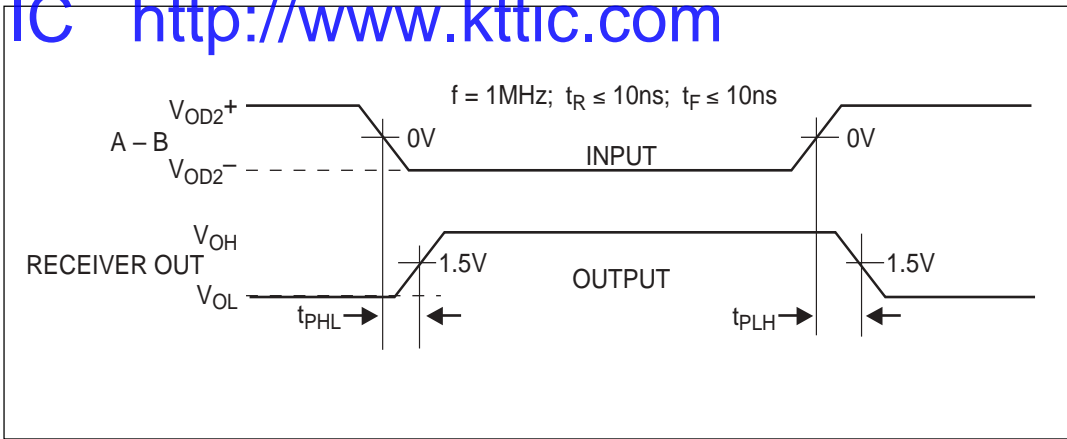 IC http://www.kttic.com
f = 1MHz; tR ≤ 10ns; tF ≤ 10ns
VOD2+
A – B
0V
0V
INPUT
VOD2–
VOH
RECEIVER OUT
1.5V
1.5V
OUTPUT
VOL
tPHL
tPLH